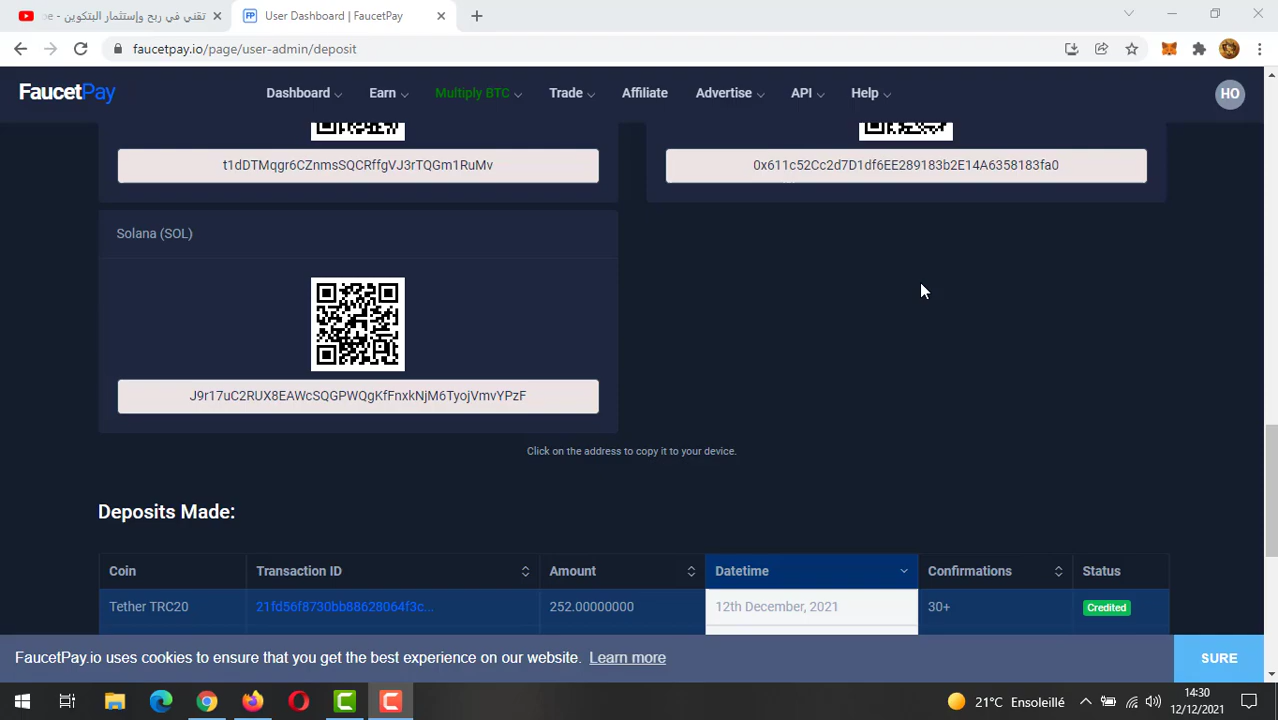 تقني في ربح وإستثمار البتكوين - be
User Dashboard | FaucetPay
faucetpay.io/page/user-admin/deposit
FaucetPay
Dashboard
Earn
Multiply BTC
Trade
Affiliate
Advertise
API
Help
HO
t1dDTMqgr6CZnmsSQCRffgVJ3rTQGm1RuMv
0x611c52Cc2d7D1df6EE289183b2E14A6358183fa0
Solana (SOL)
J9r17uC2RUX8EAWcSQGPWQgKfFnxkNjM6TyojVmvYPzF
Click on the address to copy it to your device.
Deposits Made:
Coin
Transaction ID
Amount
Datetime
Confirmations
Status
Tether TRC20
21fd56f8730bb88628064f3c...
252.00000000
12th December, 2021
30+
Credited
FaucetPay.io uses cookies to ensure that you get the best experience on our website. Learn more
SURE
21°C Ensoleillé
14:30
12/12/2021